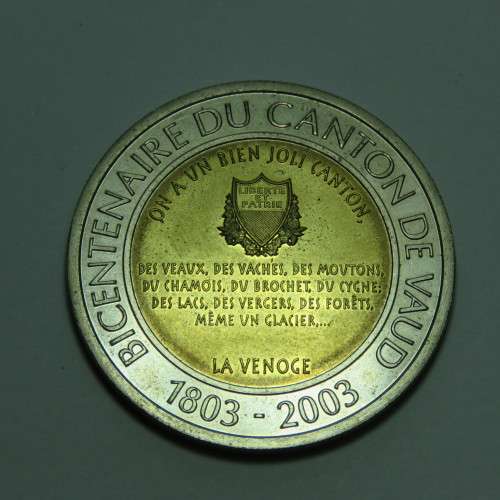 BICENTENAIRE DU CANTON DE VAUD
ON A UN BIEN JOLI CANTON,
LIBERTE
ET
PATRIE
DES VEAUX, DES VACHES, DES MOUTONS,
DU CHAMOIS, DU BROCHET, DU CYGNE;
DES LACS, DES VERGERS, DES FORÊTS,
MÊME UN GLACIER,...
LA VENOGE
1803 - 2003